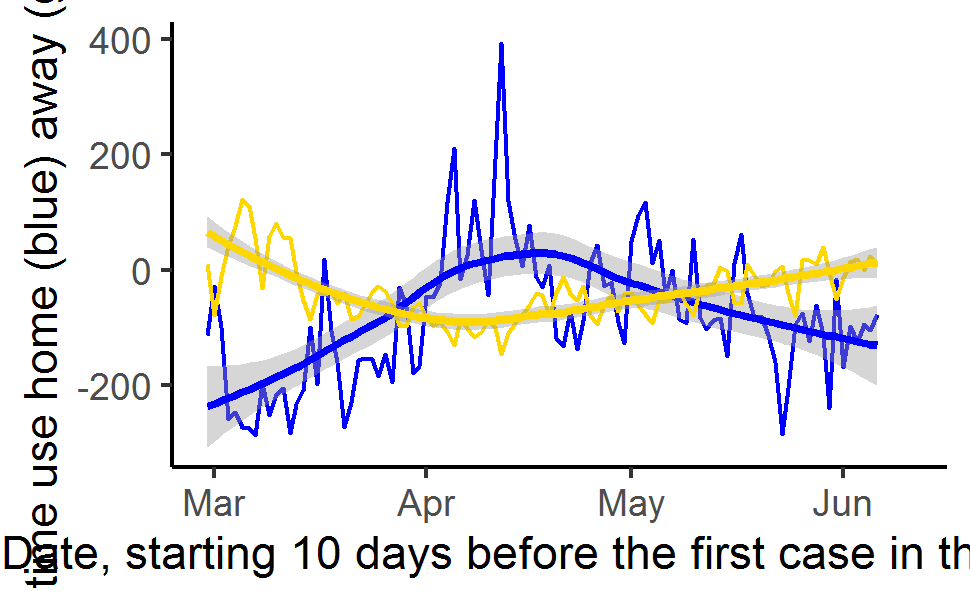 time use home (blue) away (g
400
200
0
-200
Mar Apr May Jun
Date, starting 10 days before the first case in th